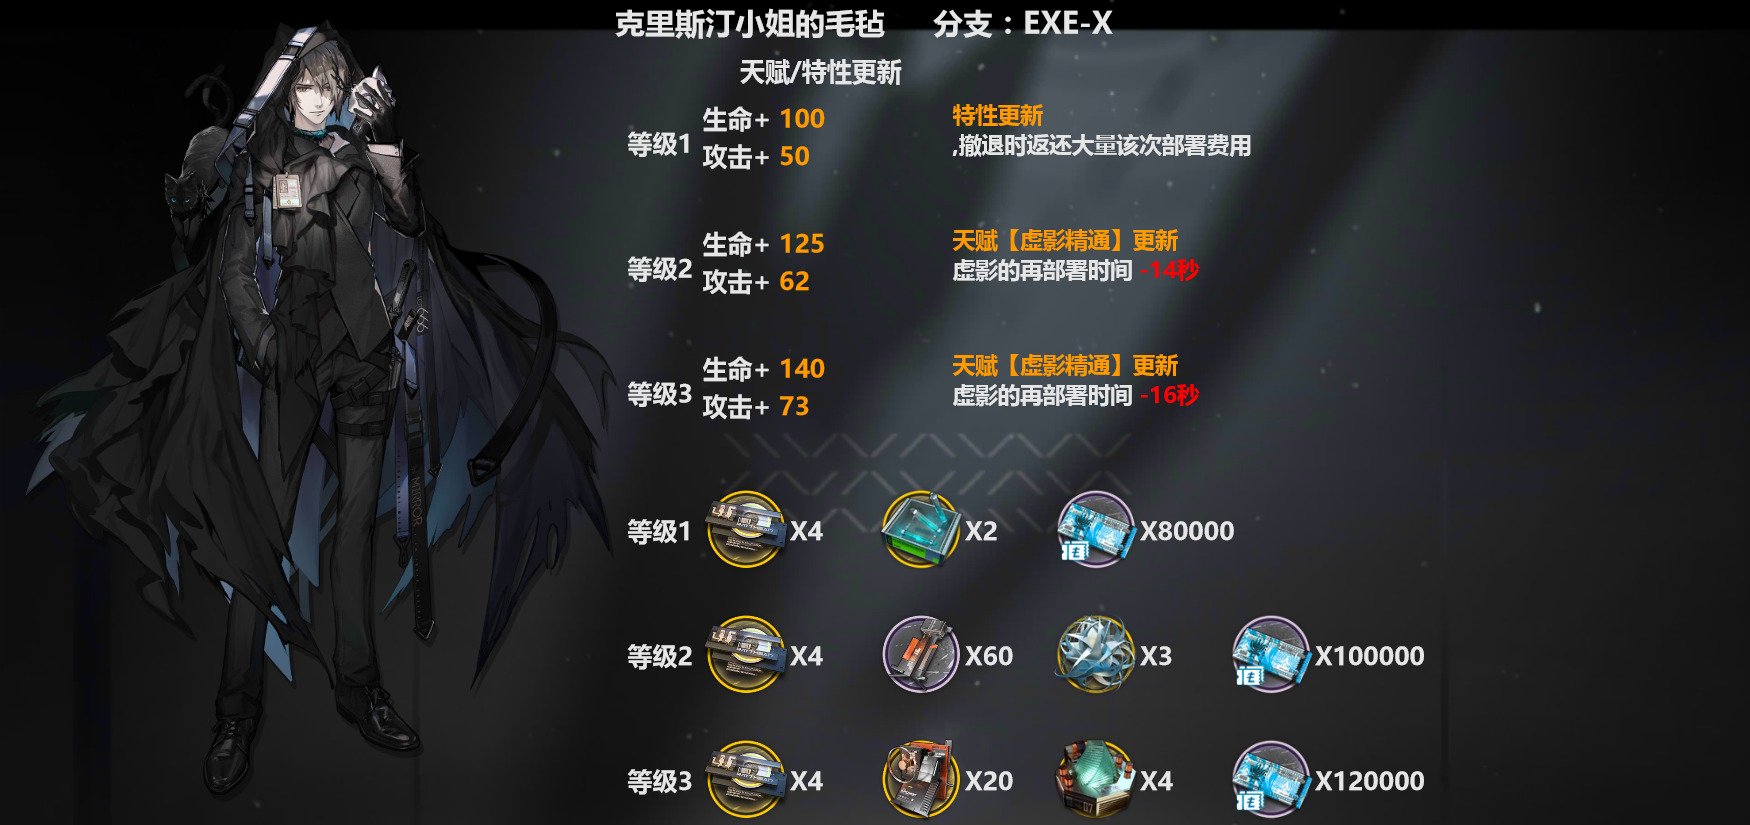 克里斯汀小姐的毛毡 分支：EXE-X
天赋/特性更新
等级1
生命+ 100
攻击+ 50
特性更新
,撤退时返还大量该次部署费用
等级2
生命+ 125
攻击+ 62
天赋【虚影精通】更新
虚影的再部署时间 -14秒
等级3
生命+ 140
攻击+ 73
天赋【虚影精通】更新
虚影的再部署时间 -16秒
等级1 X4 X2 X80000
等级2 X4 X60 X3 X100000
等级3 X4 X20 X4 X120000
MIRROR